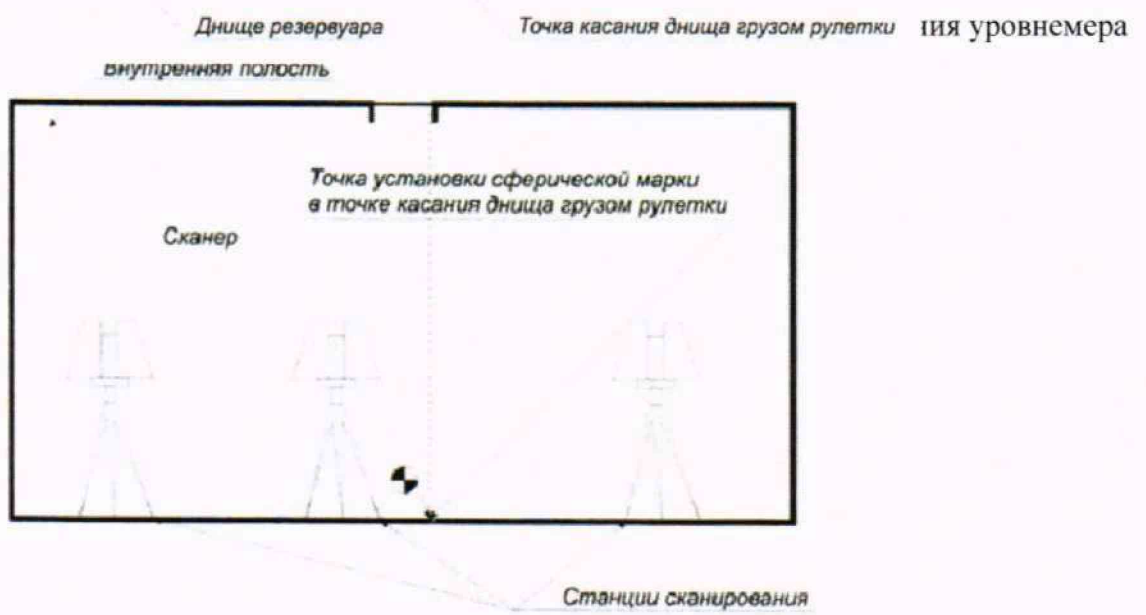 Днище резервуара Точка касания днища грузом рулетки ния уровнемера
Внутренняя полость
Точка установки сферической марки
в точке касания днища грузом рулетки
Сканер
Станции сканирования